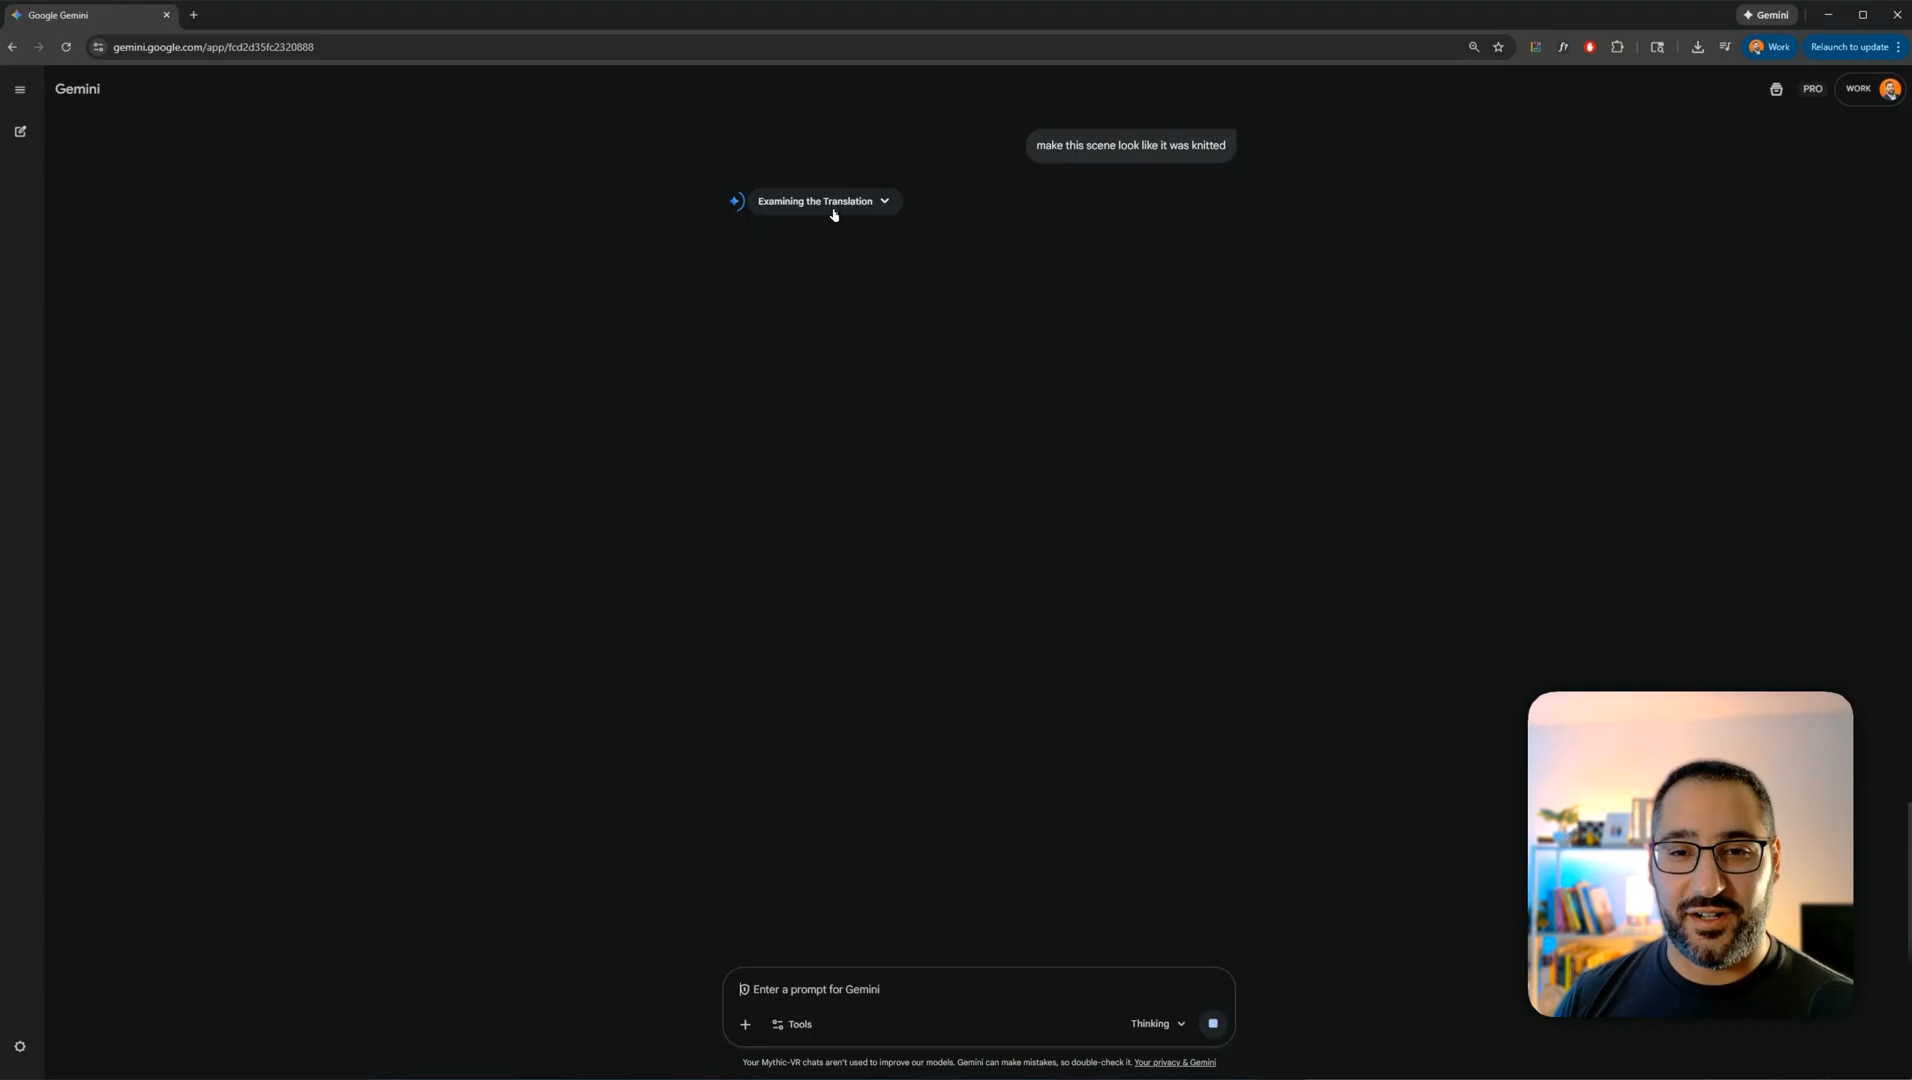 Google Gemini
Gemini
gemini.google.com/app/fcd2d35fc2320888
Work
Relaunch to update
Gemini
PRO
WORK
make this scene look like it was knitted
Examining the Translation
Enter a prompt for Gemini
Tools
Thinking
Your Mythic-VR chats aren't used to improve our models. Gemini can make mistakes, so double-check it. Your privacy & Gemini